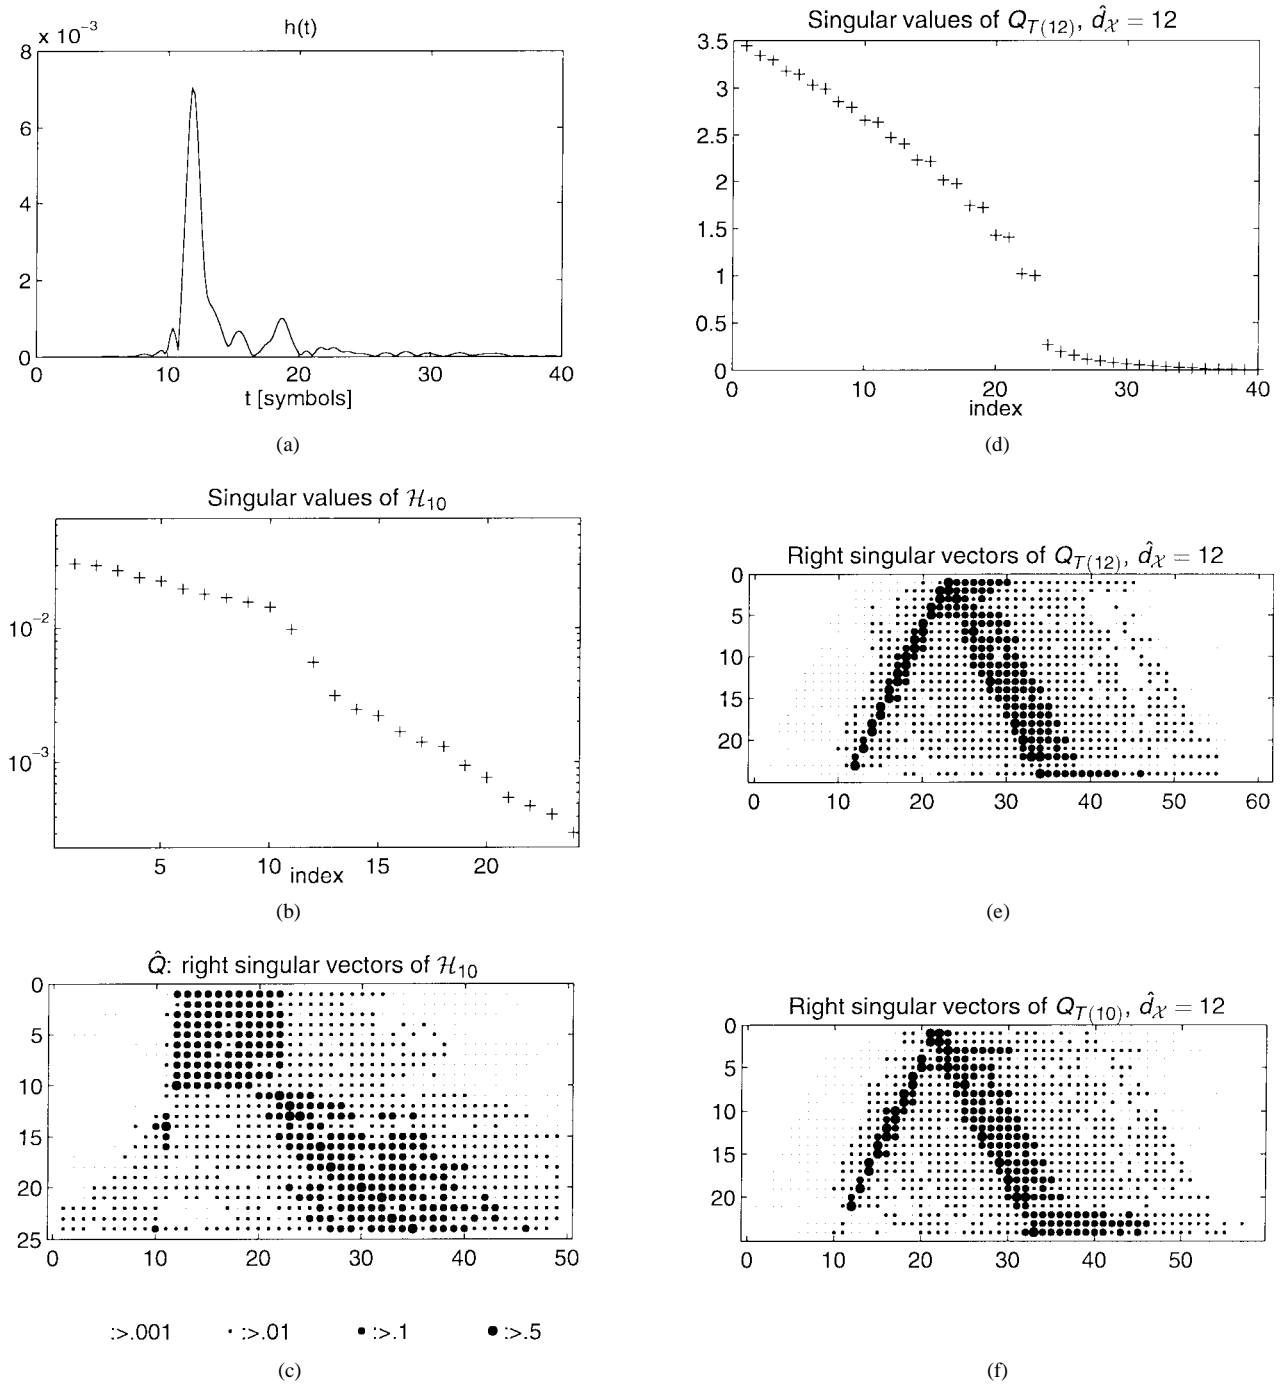 h(t)
x 10⁻³
8
6
4
2
0
0 10 20 30 40
t [symbols]
(a)
Singular values of 𝓗₁₀
10⁻²
10⁻³
5 10 15 20
index
(b)
Q̂: right singular vectors of 𝓗₁₀
0
5
10
15
20
25
0 10 20 30 40 50
:>.001 :>.01 :>.1 :>.5
(c)
Singular values of Q_T(12), d̂_𝒳 = 12
3.5
3
2.5
2
1.5
1
0.5
0
0 10 20 30 40
index
(d)
Right singular vectors of Q_T(12), d̂_𝒳 = 12
0
5
10
15
20
0 10 20 30 40 50 60
(e)
Right singular vectors of Q_T(10), d̂_𝒳 = 12
0
5
10
15
20
0 10 20 30 40 50
(f)